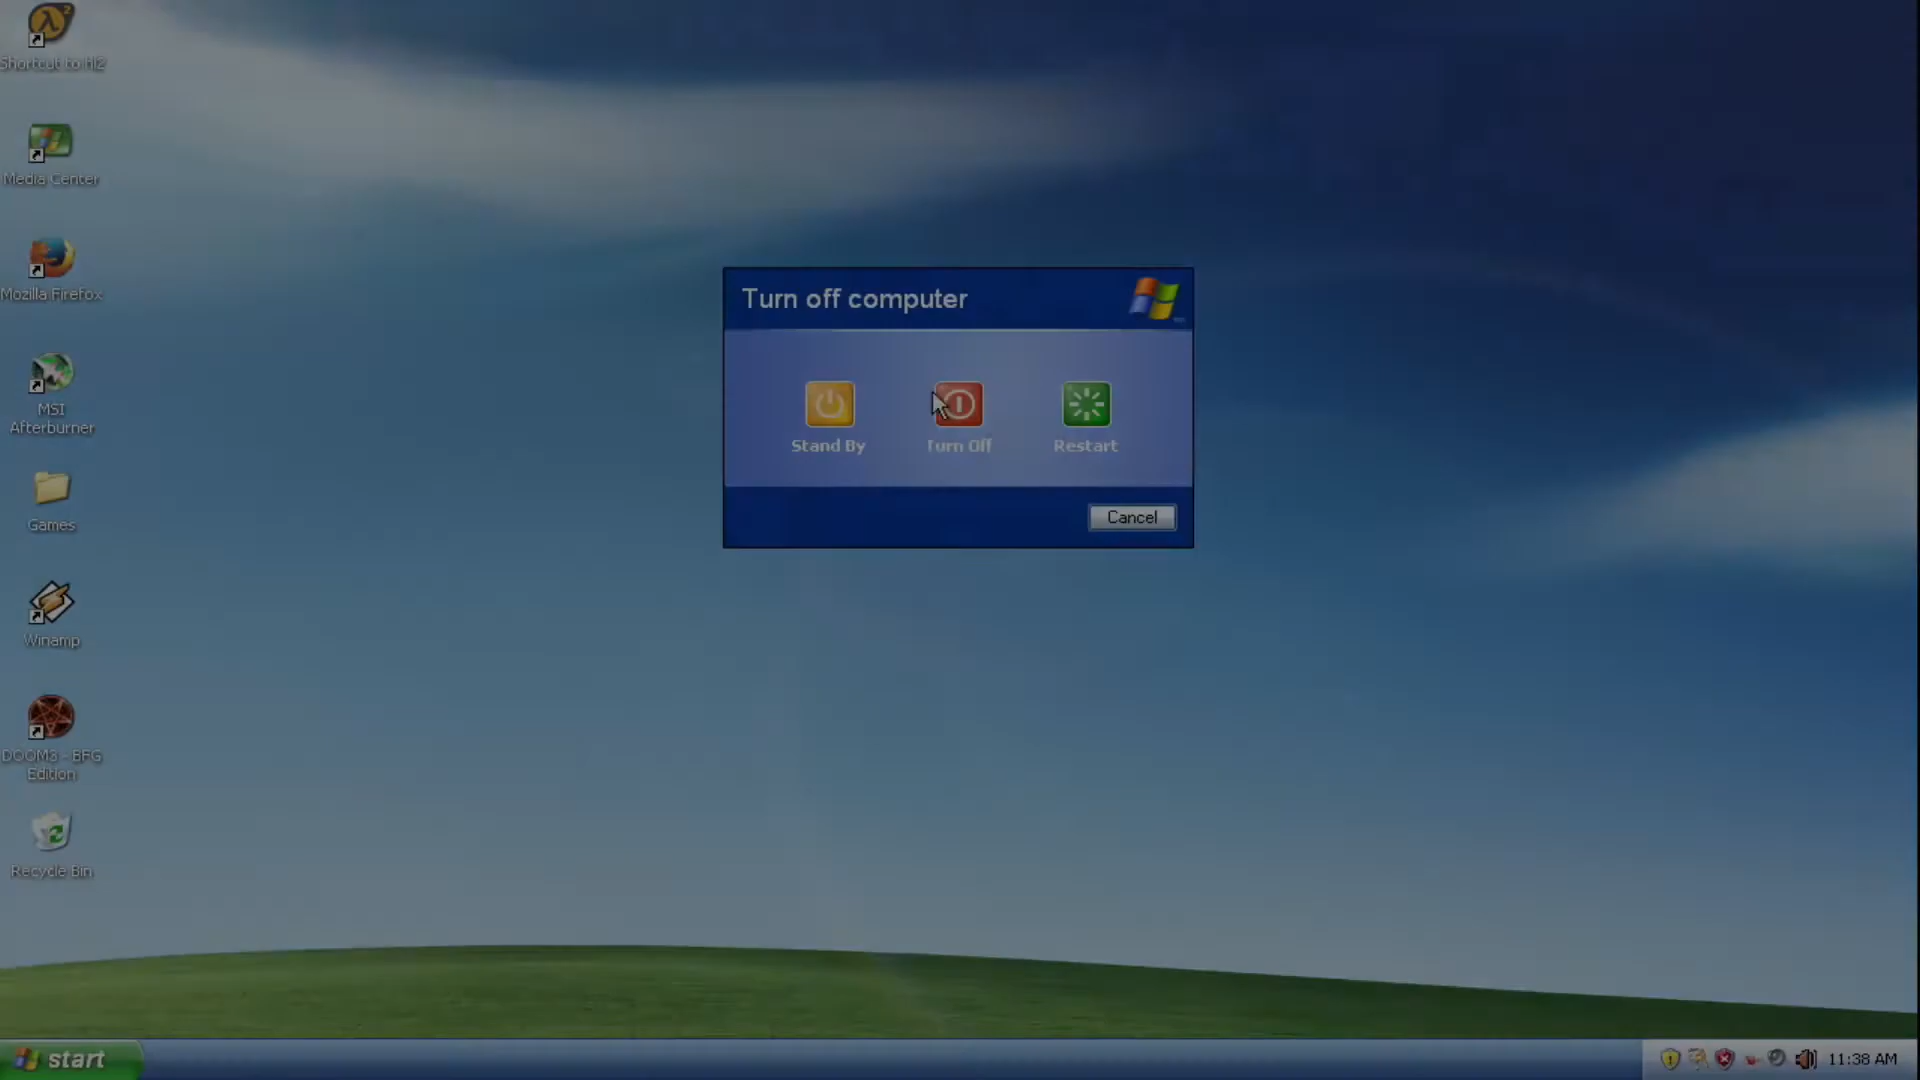 Shortcut to hl2
Media Center
Mozilla Firefox
MSI
Afterburner
Games
Winamp
DOOM3 - BFG
Edition
Recycle Bin
Turn off computer
Stand By
Turn Off
Restart
Cancel
start
11:38 AM